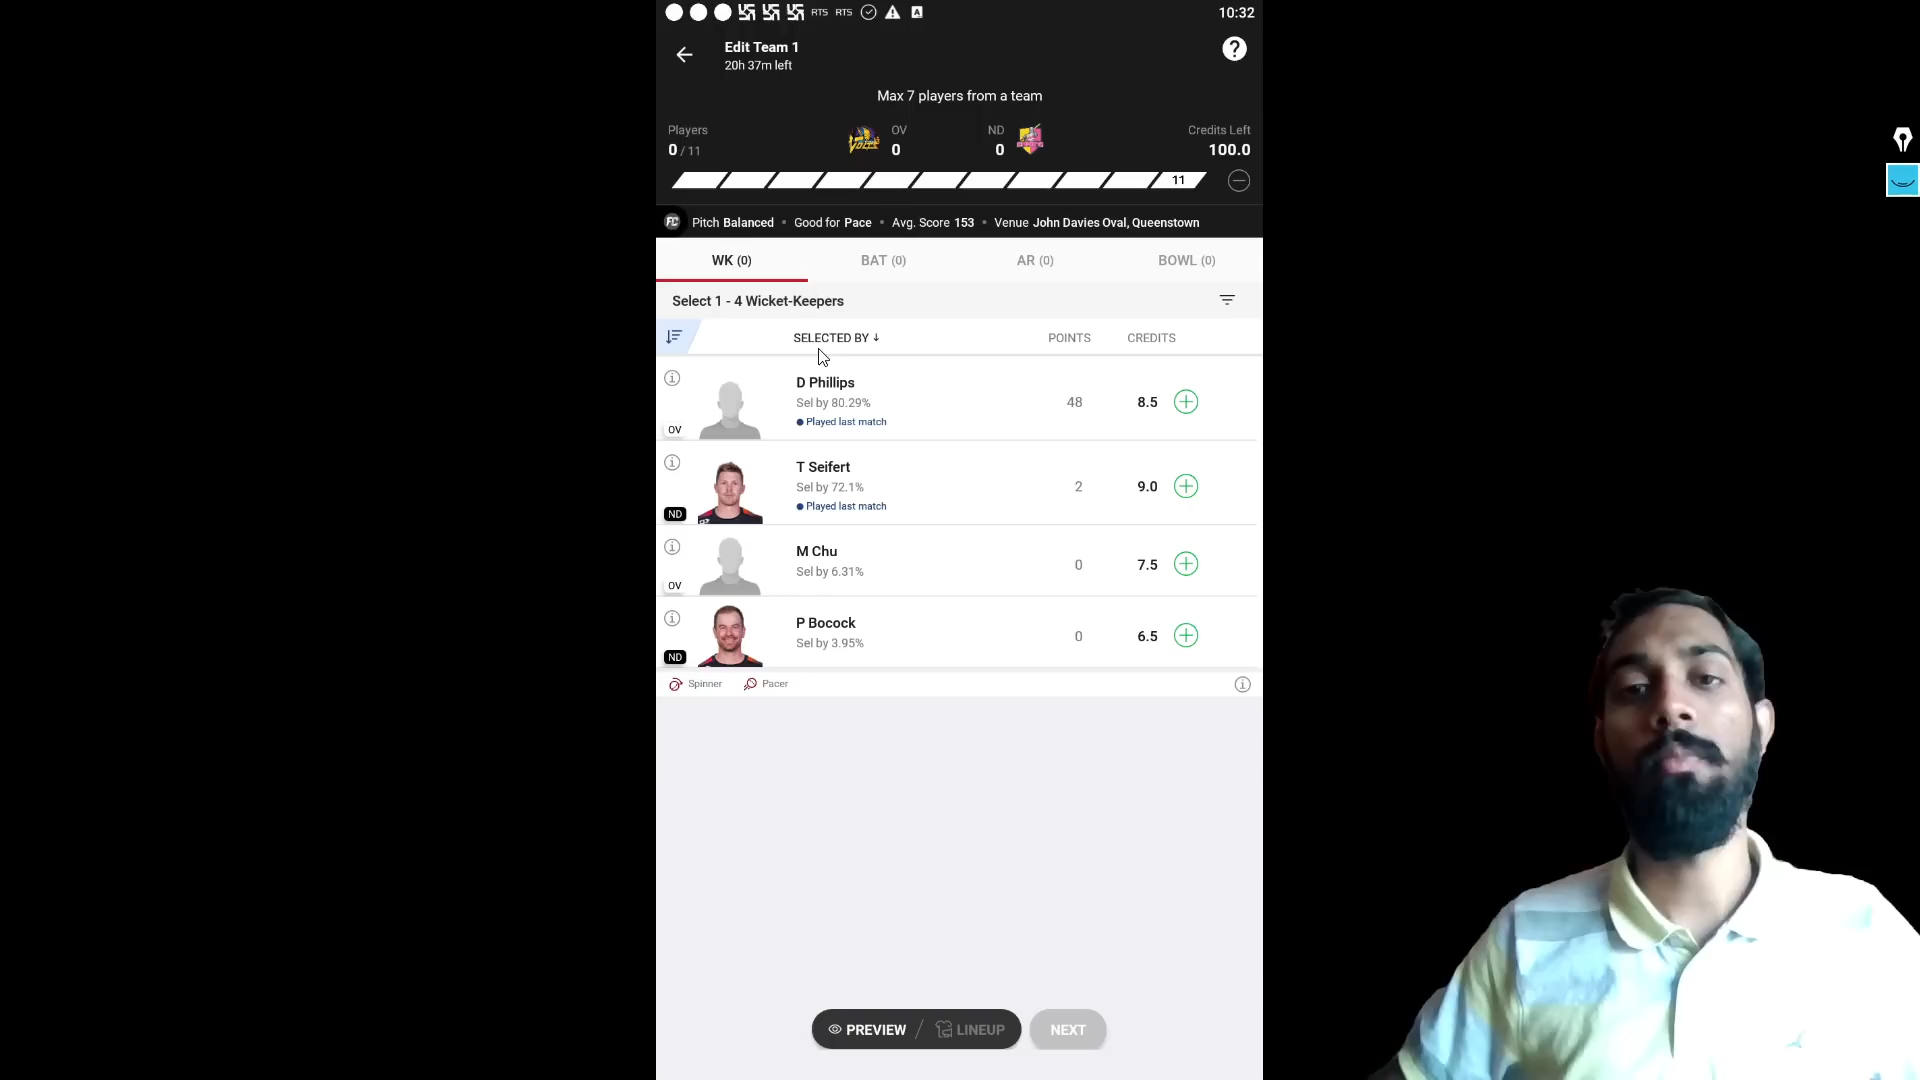 RTS RTS 10:32
Edit Team 1
20h 37m left
Max 7 players from a team
Players OV ND Credits Left
0 / 11 0 0 100.0
11
FC Pitch Balanced • Good for Pace • Avg. Score 153 • Venue John Davies Oval, Queenstown
WK (0) BAT (0) AR (0) BOWL (0)
Select 1 - 4 Wicket-Keepers
SELECTED BY ↓ POINTS CREDITS
D Phillips
Sel by 80.29% 48 8.5
Played last match
OV
T Seifert
Sel by 72.1% 2 9.0
Played last match
ND
M Chu
Sel by 6.31% 0 7.5
OV
P Bocock
Sel by 3.95% 0 6.5
ND
Spinner Pacer
PREVIEW / LINEUP NEXT